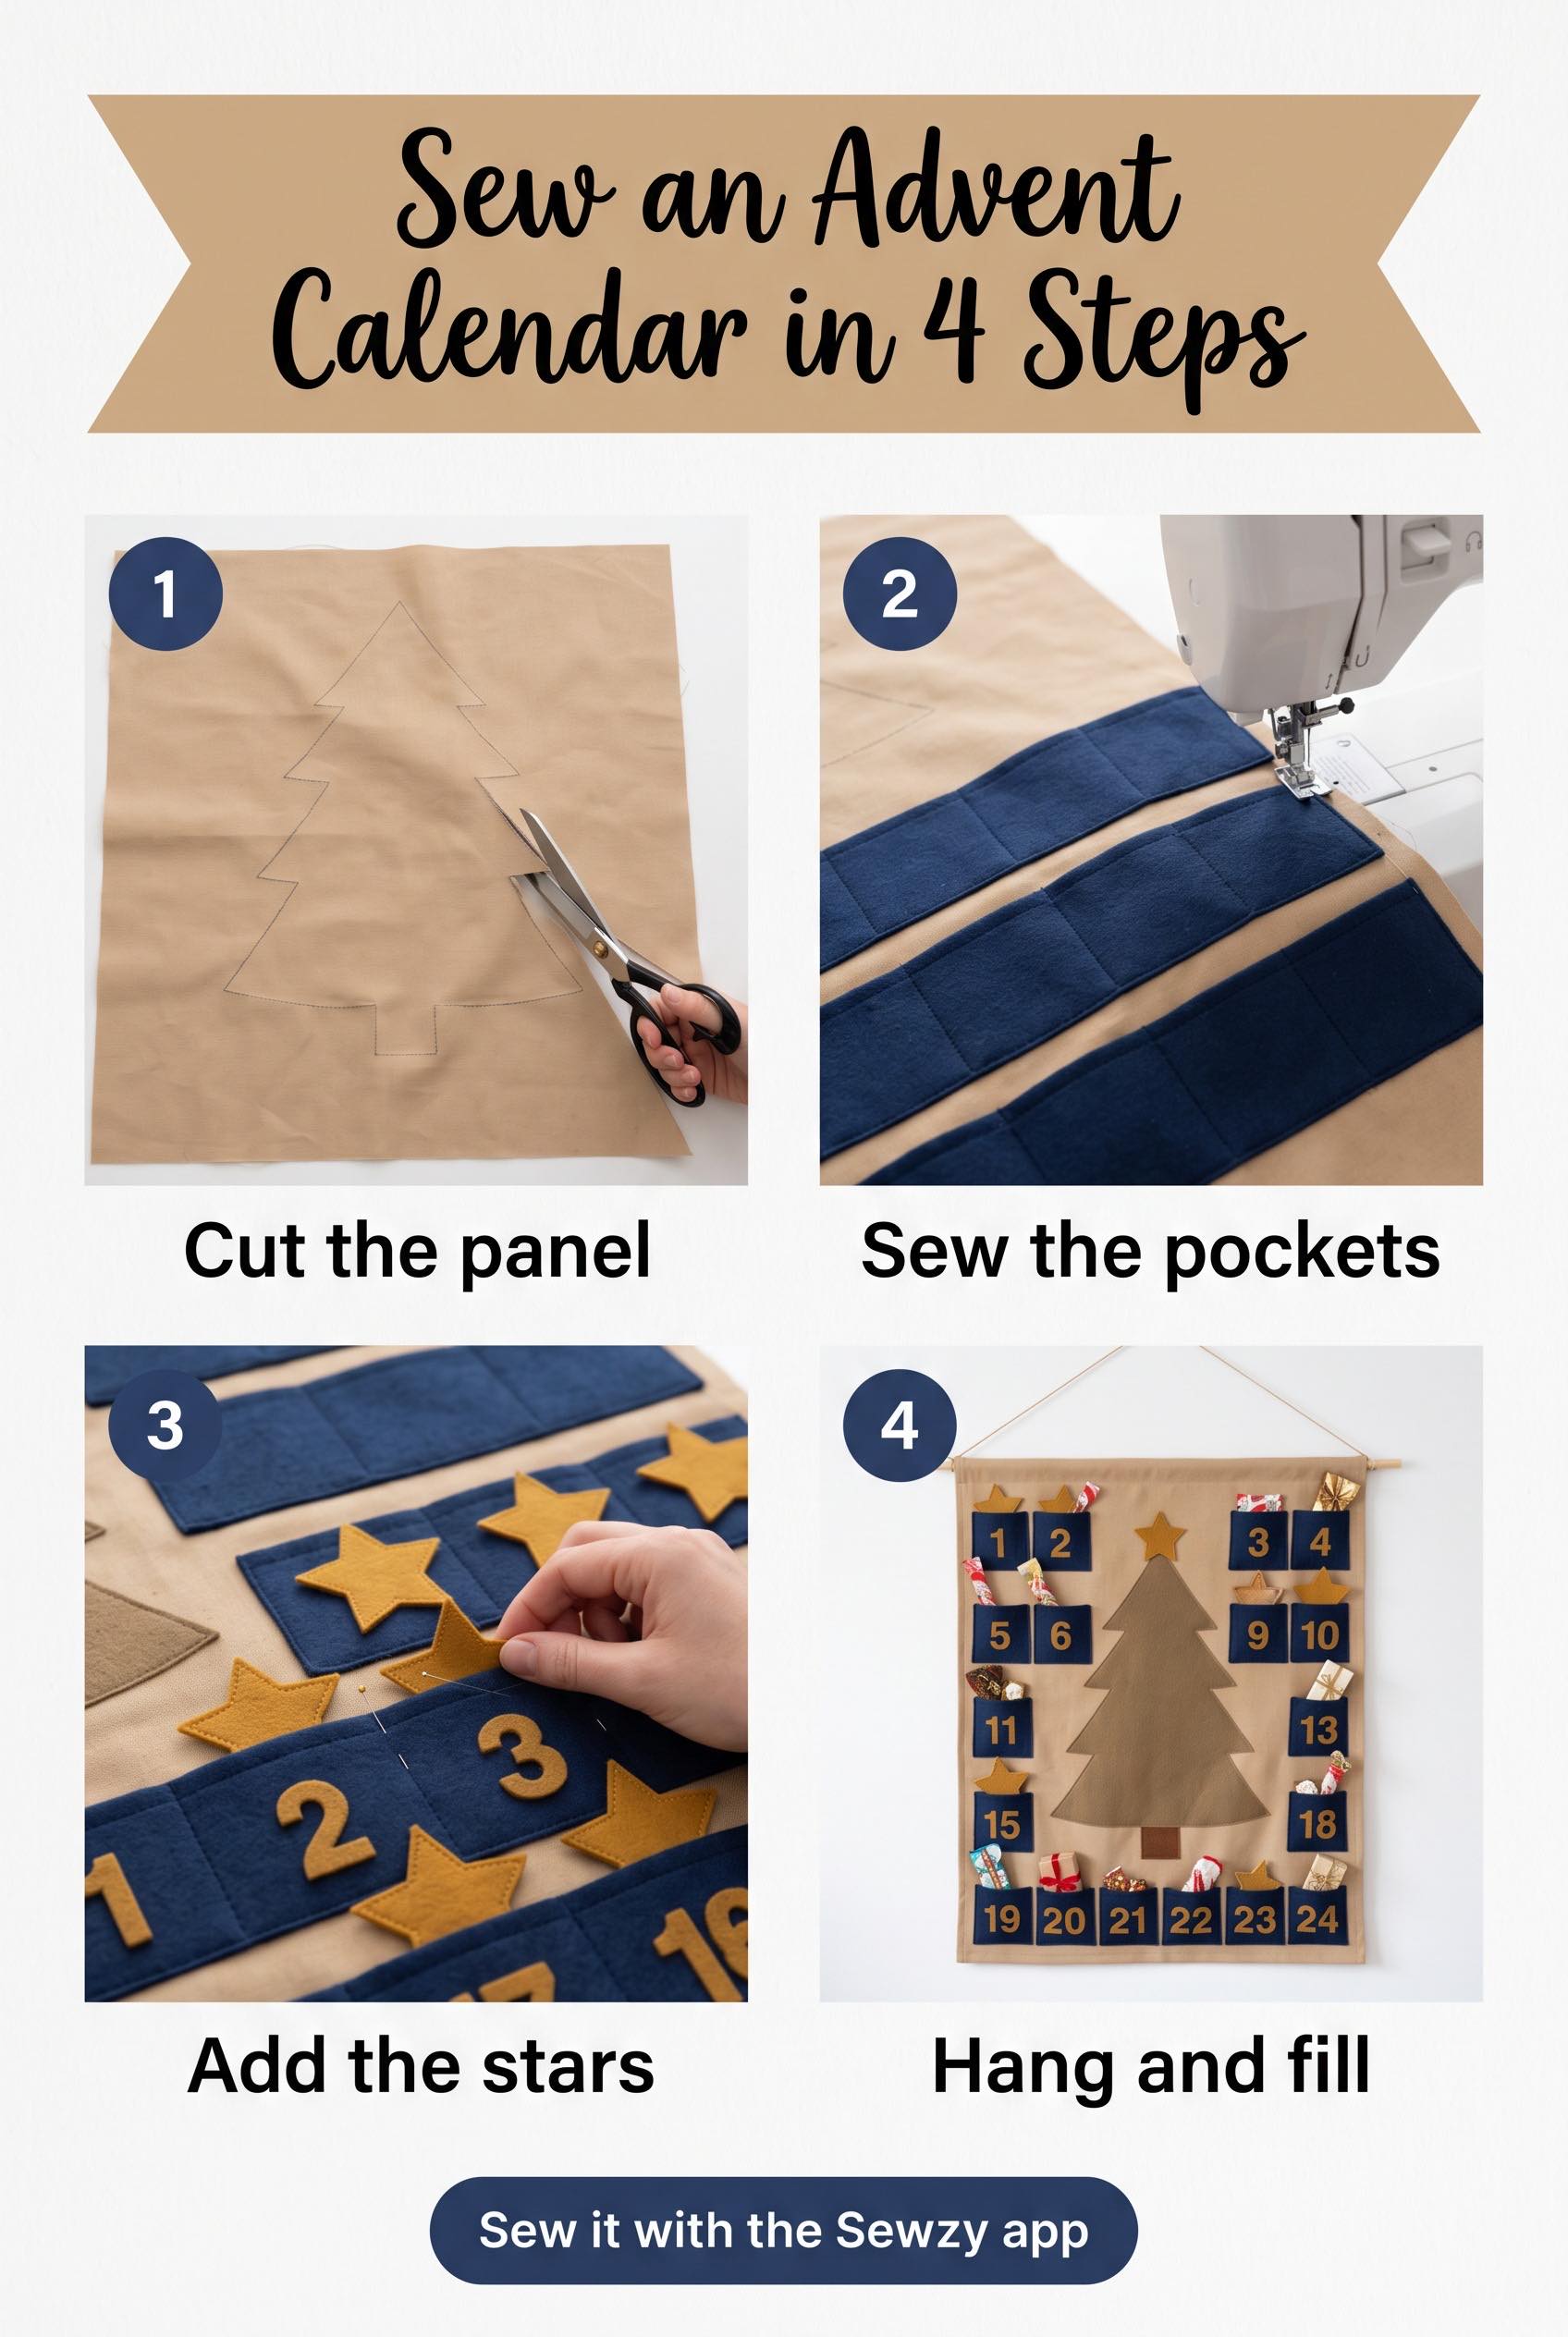 Sew an Advent
Calendar in 4 Steps
1
2
Cut the panel
Sew the pockets
3
4
1
2
3
16
17
1 2 3 4
5 6 9 10
11 13
15 18
19 20 21 22 23 24
Add the stars
Hang and fill
Sew it with the Sewzy app